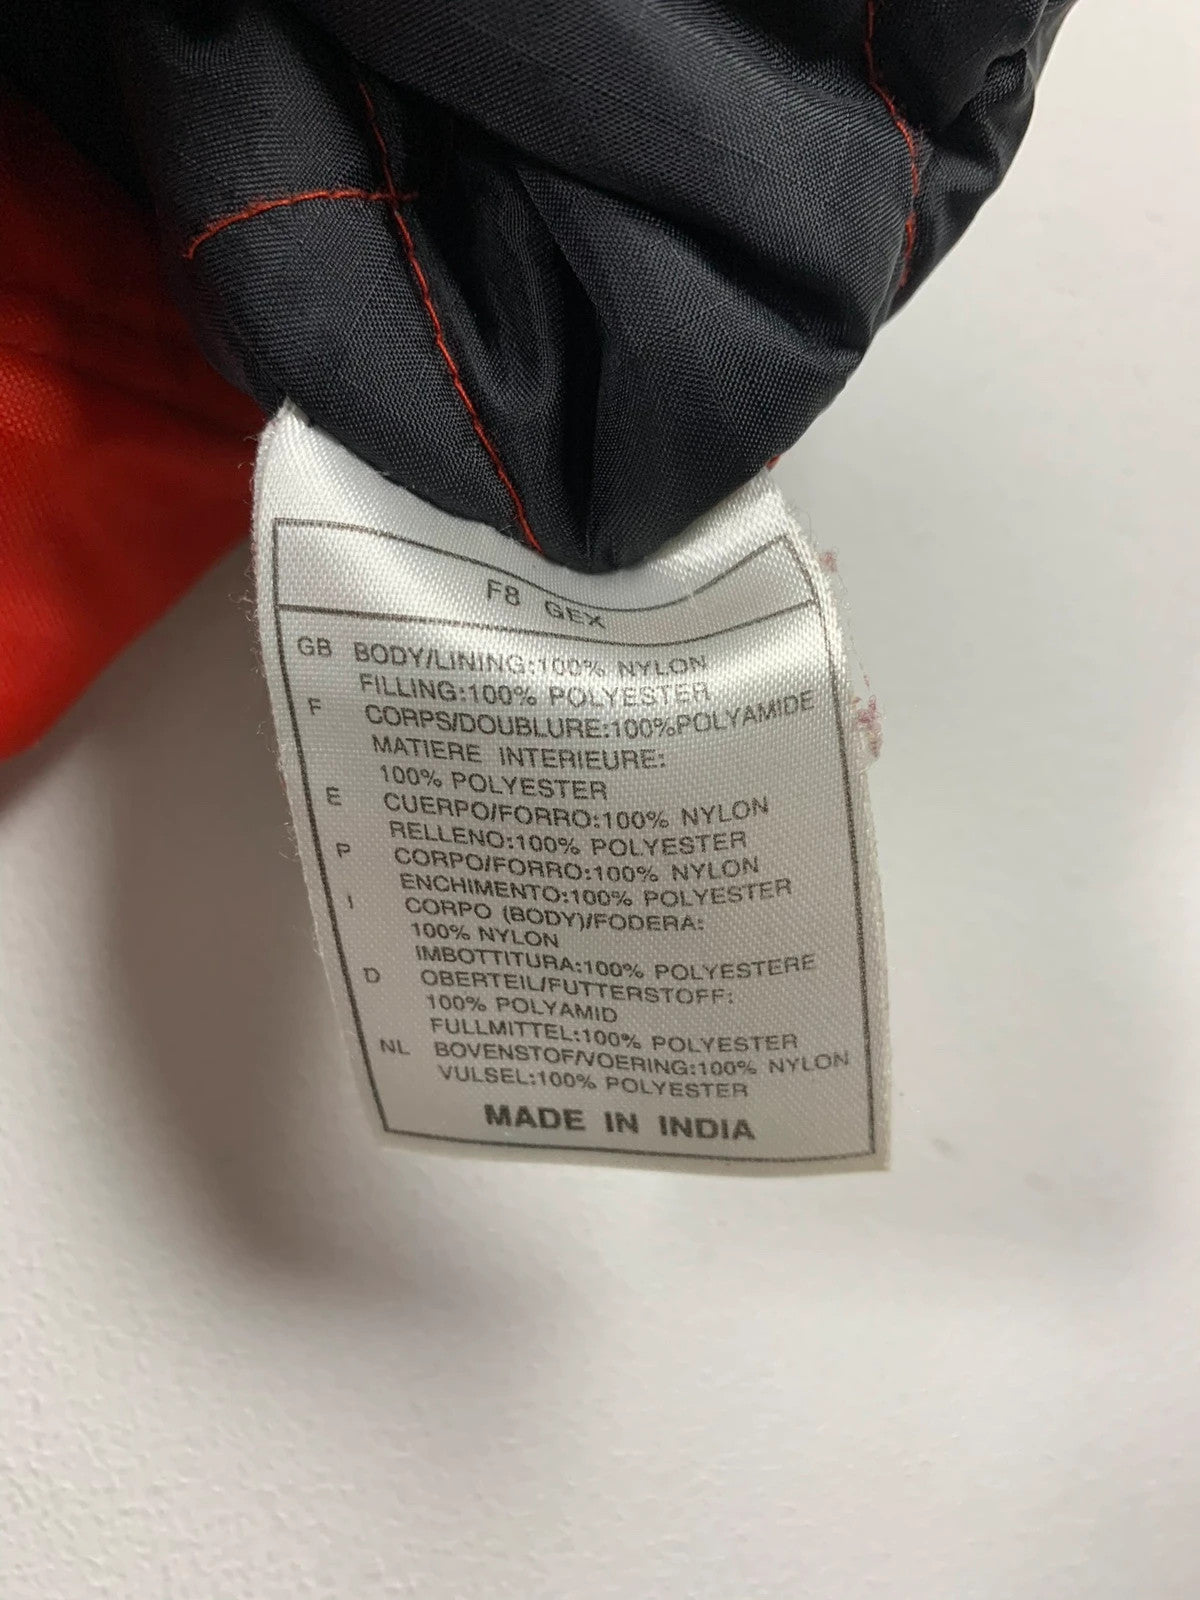 F8 GEX
GB BODY/LINING:100% NYLON
FILLING:100% POLYESTER
F CORPS/DOUBLURE:100%POLYAMIDE
MATIERE INTERIEURE:
100% POLYESTER
E CUERPO/FORRO:100% NYLON
RELLENO:100% POLYESTER
P CORPO/FORRO:100% NYLON
ENCHIMENTO:100% POLYESTER
I CORPO (BODY)/FODERA:
100% NYLON
IMBOTTITURA:100% POLYESTERE
D OBERTEIL/FUTTERSTOFF:
100% POLYAMID
FULLMITTEL:100% POLYESTER
NL BOVENSTOF/VOERING:100% NYLON
VULSEL:100% POLYESTER
MADE IN INDIA